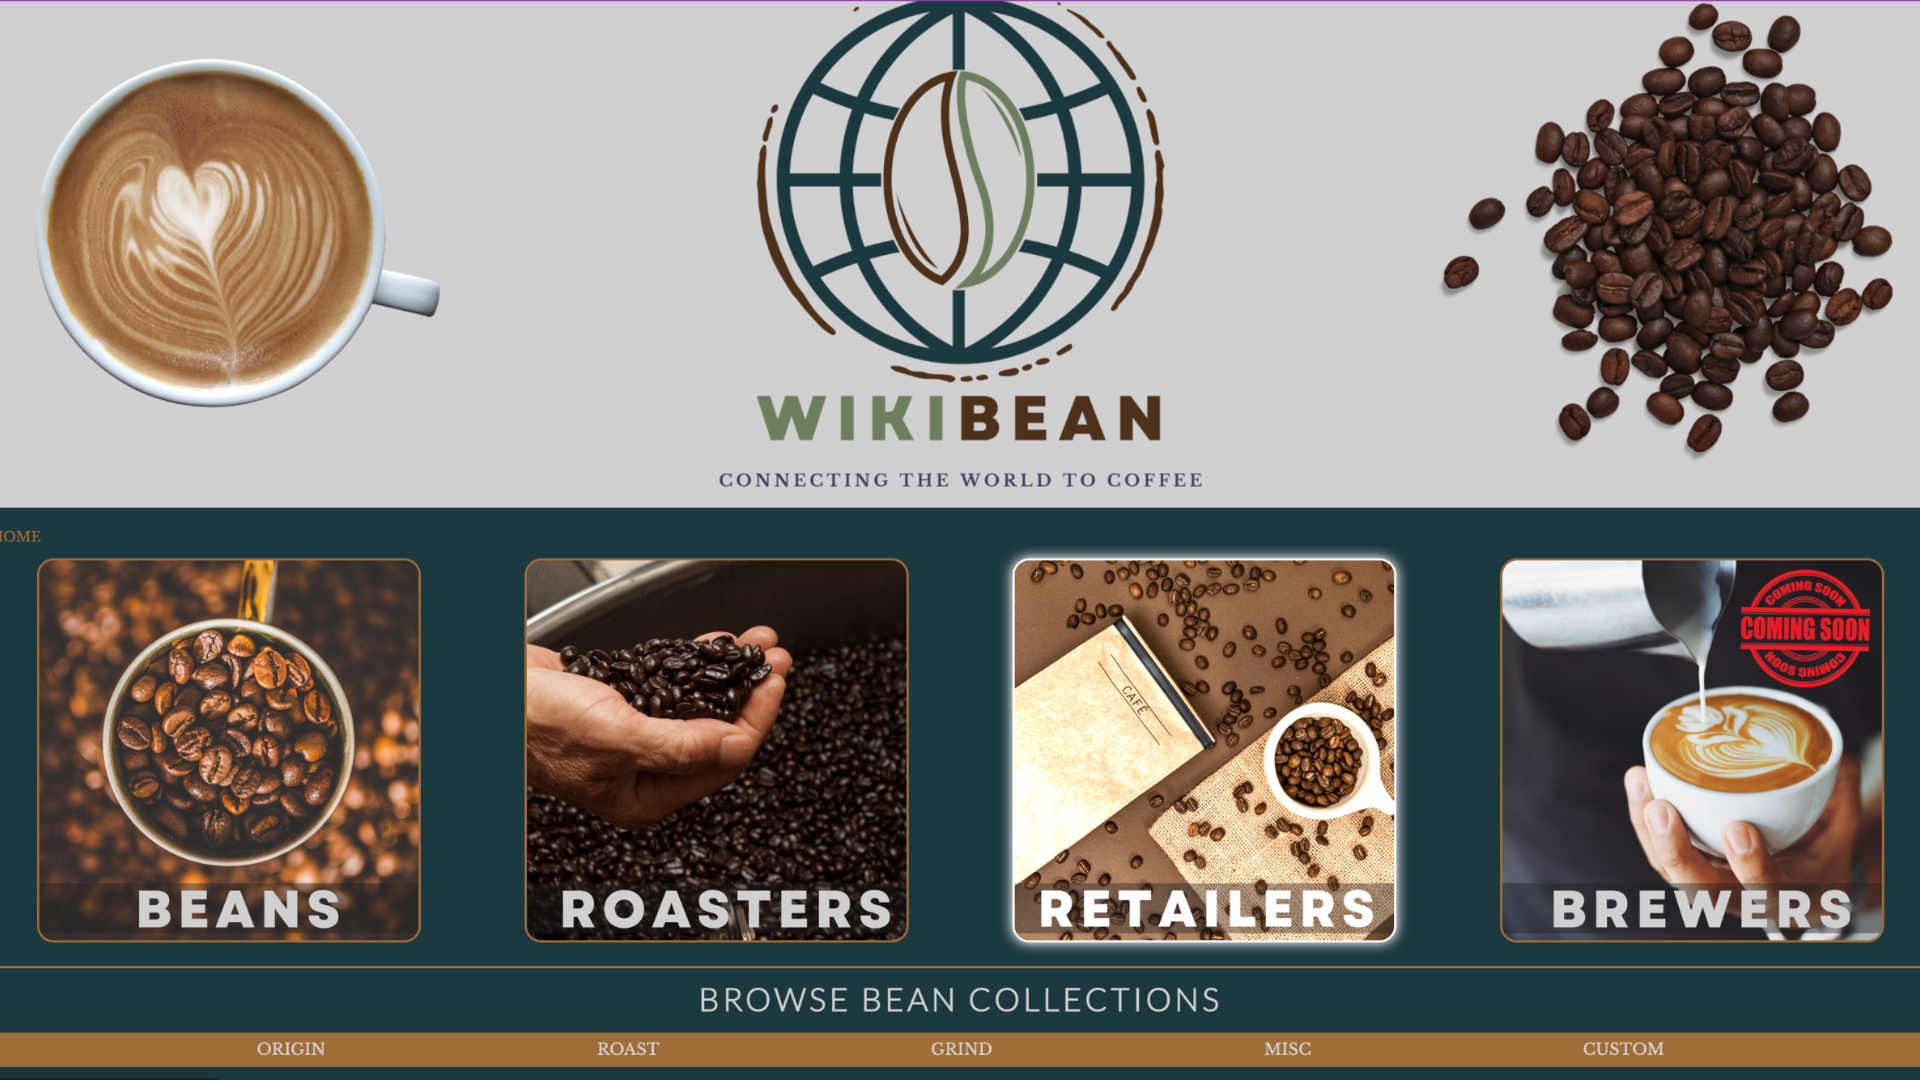 WIKIBEAN
CONNECTING THE WORLD TO COFFEE
HOME
COMING SOON
COMING SOON
COMING SOON
CAFÉ
BEANS
ROASTERS
RETAILERS
BREWERS
BROWSE BEAN COLLECTIONS
ORIGIN
ROAST
GRIND
MISC
CUSTOM